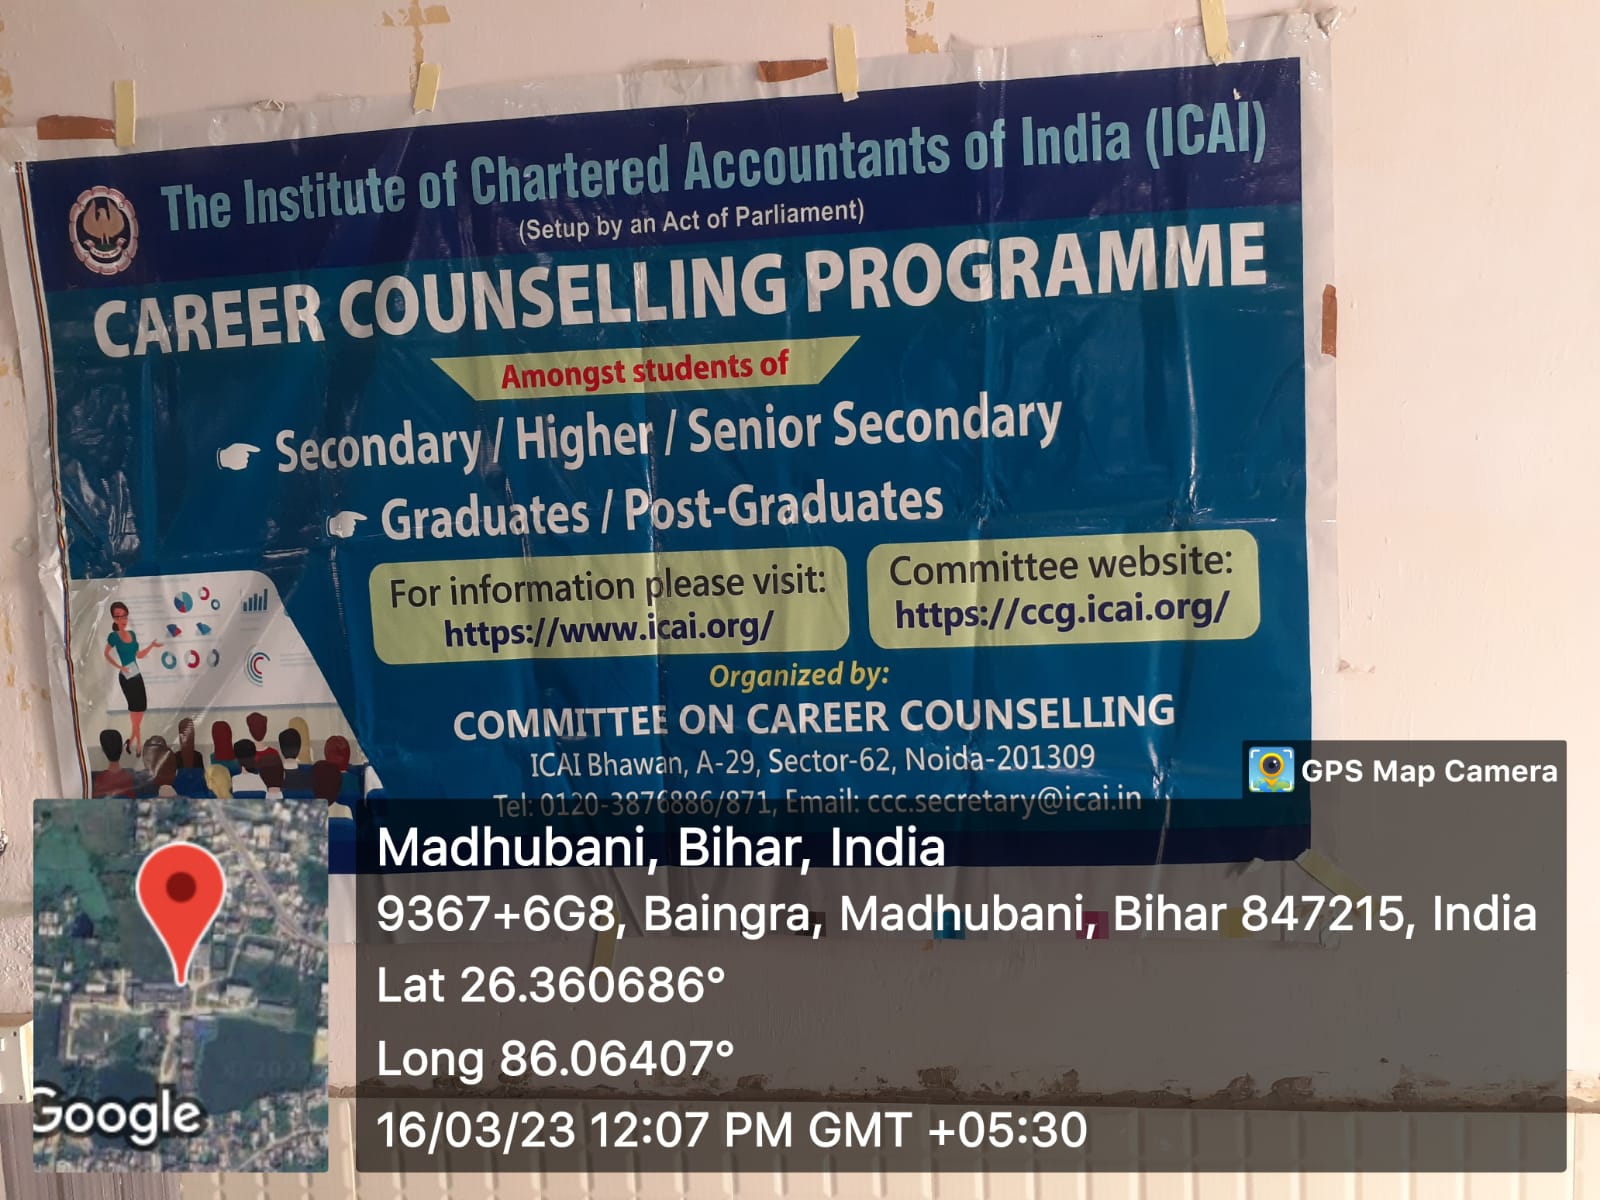 The Institute of Chartered Accountants of India (ICAI)
(Setup by an Act of Parliament)
CAREER COUNSELLING PROGRAMME
Amongst students of
Secondary / Higher / Senior Secondary
Graduates / Post-Graduates
For information please visit:
https://www.icai.org/
Committee website:
https://ccg.icai.org/
Organized by:
COMMITTEE ON CAREER COUNSELLING
ICAI Bhawan, A-29, Sector-62, Noida-201309
Tel: 0120-3876886/871, Email: ccc.secretary@icai.in
GPS Map Camera
Madhubani, Bihar, India
9367+6G8, Baingra, Madhubani, Bihar 847215, India
Lat 26.360686°
Long 86.06407°
16/03/23 12:07 PM GMT +05:30
Google